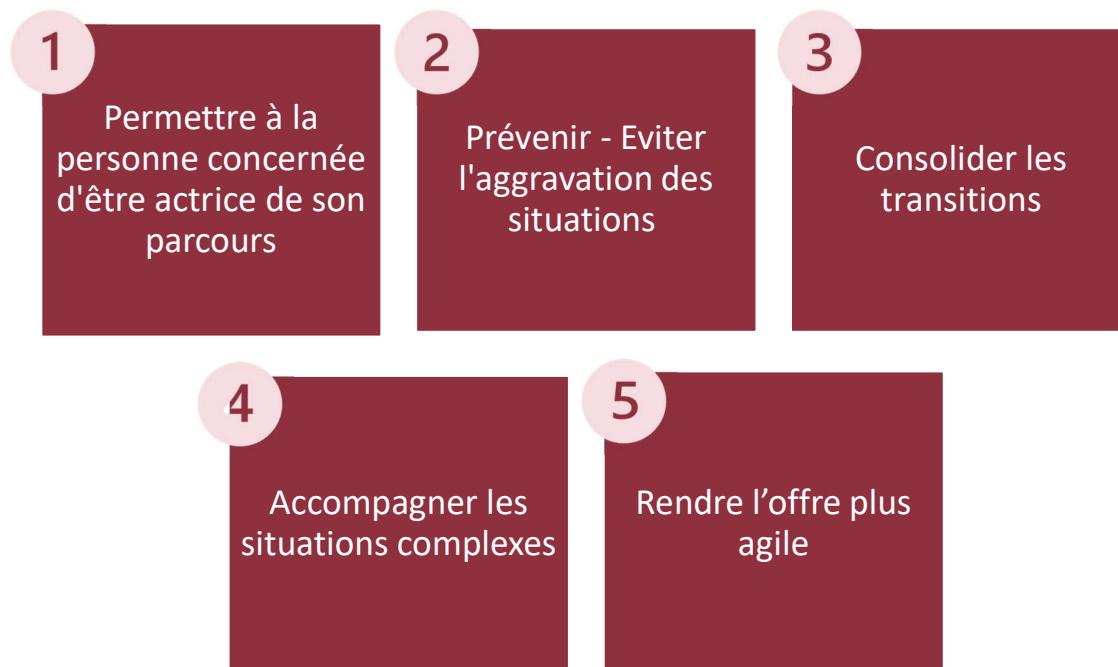 1
Permettre à la
personne concernée
d'être actrice de son
parcours
2
Prévenir - Eviter
l'aggravation des
situations
3
Consolider les
transitions
4
Accompagner les
situations complexes
5
Rendre l’offre plus
agile